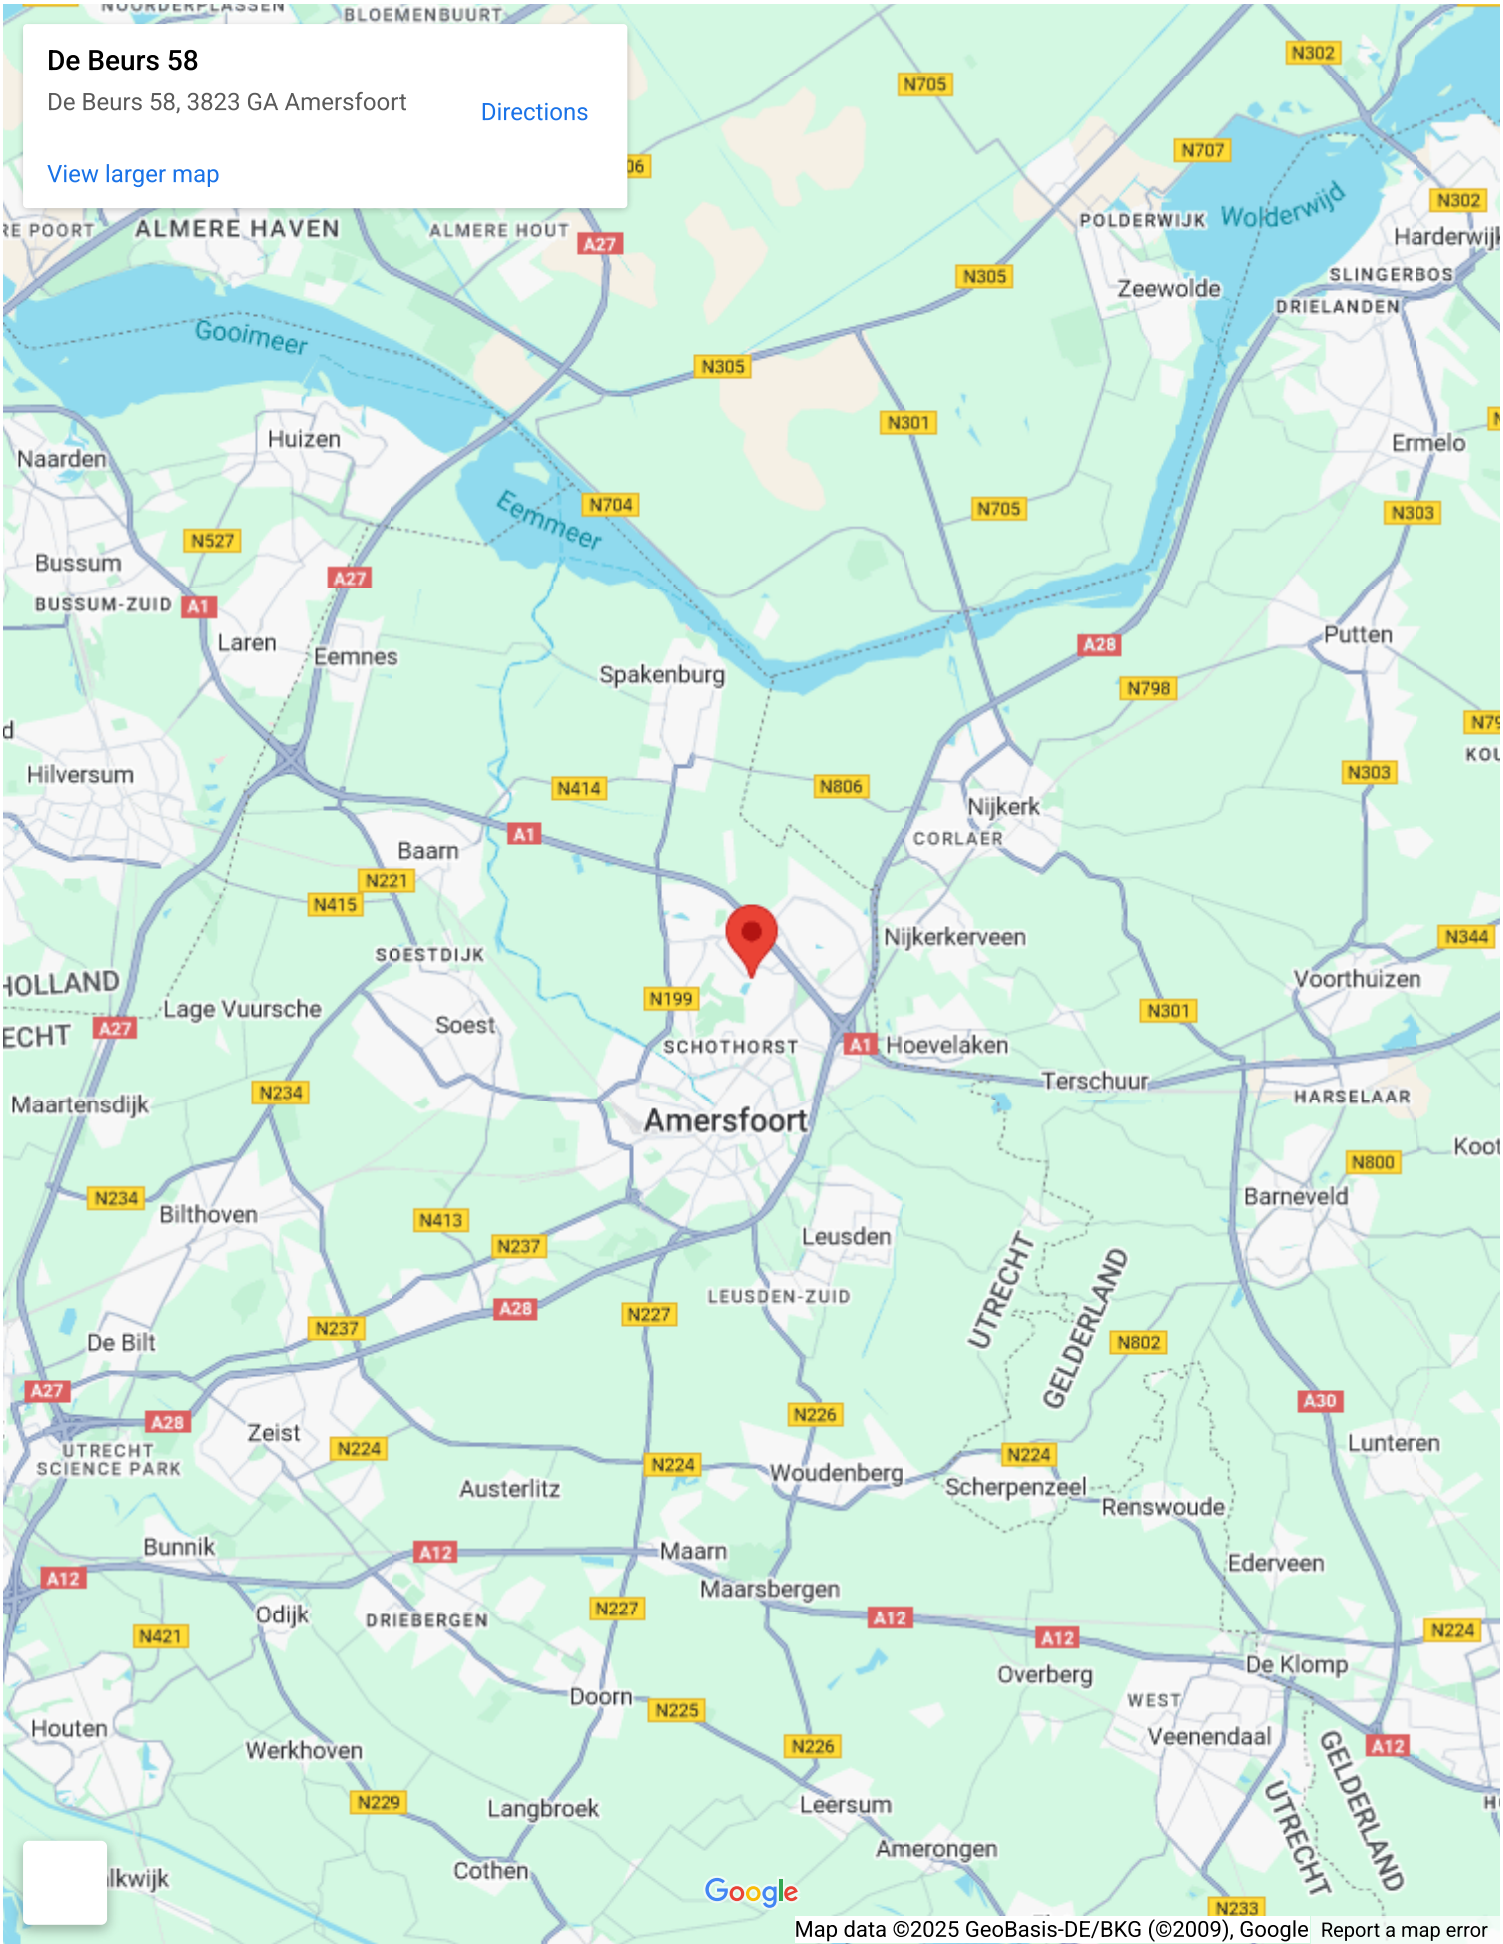 NOORDERPLASSEN
BLOEMENBUURT
De Beurs 58
De Beurs 58, 3823 GA Amersfoort
Directions
View larger map
N302
N705
N707
N302
Wolderwijd
POLDERWIJK
ALMERE HAVEN
ALMERE HOUT
A27
Harderwijk
SLINGERBOS
N305
Zeewolde
DRIELANDEN
Gooimeer
N305
N301
Huizen
Ermelo
Naarden
N704
N705
N303
Eemmeer
N527
Bussum
A27
BUSSUM-ZUID
A1
Putten
Laren
Eemnes
A28
Spakenburg
N798
Hilversum
N303
N414
N806
Nijkerk
A1
CORLAER
Baarn
N221
N415
Nijkerkerveen
N344
SOESTDIJK
Voorthuizen
HOLLAND
N199
Lage Vuursche
N301
Soest
A27
SCHOTHORST
A1
Hoevelaken
Terschuur
N234
HARSELAAR
Maartensdijk
Amersfoort
N800
N234
Barneveld
Bilthoven
N413
Leusden
N237
UTRECHT
GELDERLAND
LEUSDEN-ZUID
A28
N227
N237
De Bilt
N802
A27
A30
N226
A28
Zeist
UTRECHT
SCIENCE PARK
N224
Lunteren
N224
N224
Woudenberg
Austerlitz
Scherpenzeel
Renswoude
Bunnik
A12
Maarn
Ederveen
A12
Maarsbergen
Odijk
DRIEBERGEN
N227
A12
N421
A12
N224
De Klomp
Overberg
Doorn
WEST
N225
Houten
Veenendaal
Werkhoven
N226
A12
GELDERLAND
UTRECHT
N229
Langbroek
Leersum
Amerongen
Cothen
Google
N233
Map data ©2025 GeoBasis-DE/BKG (©2009), Google
Report a map error